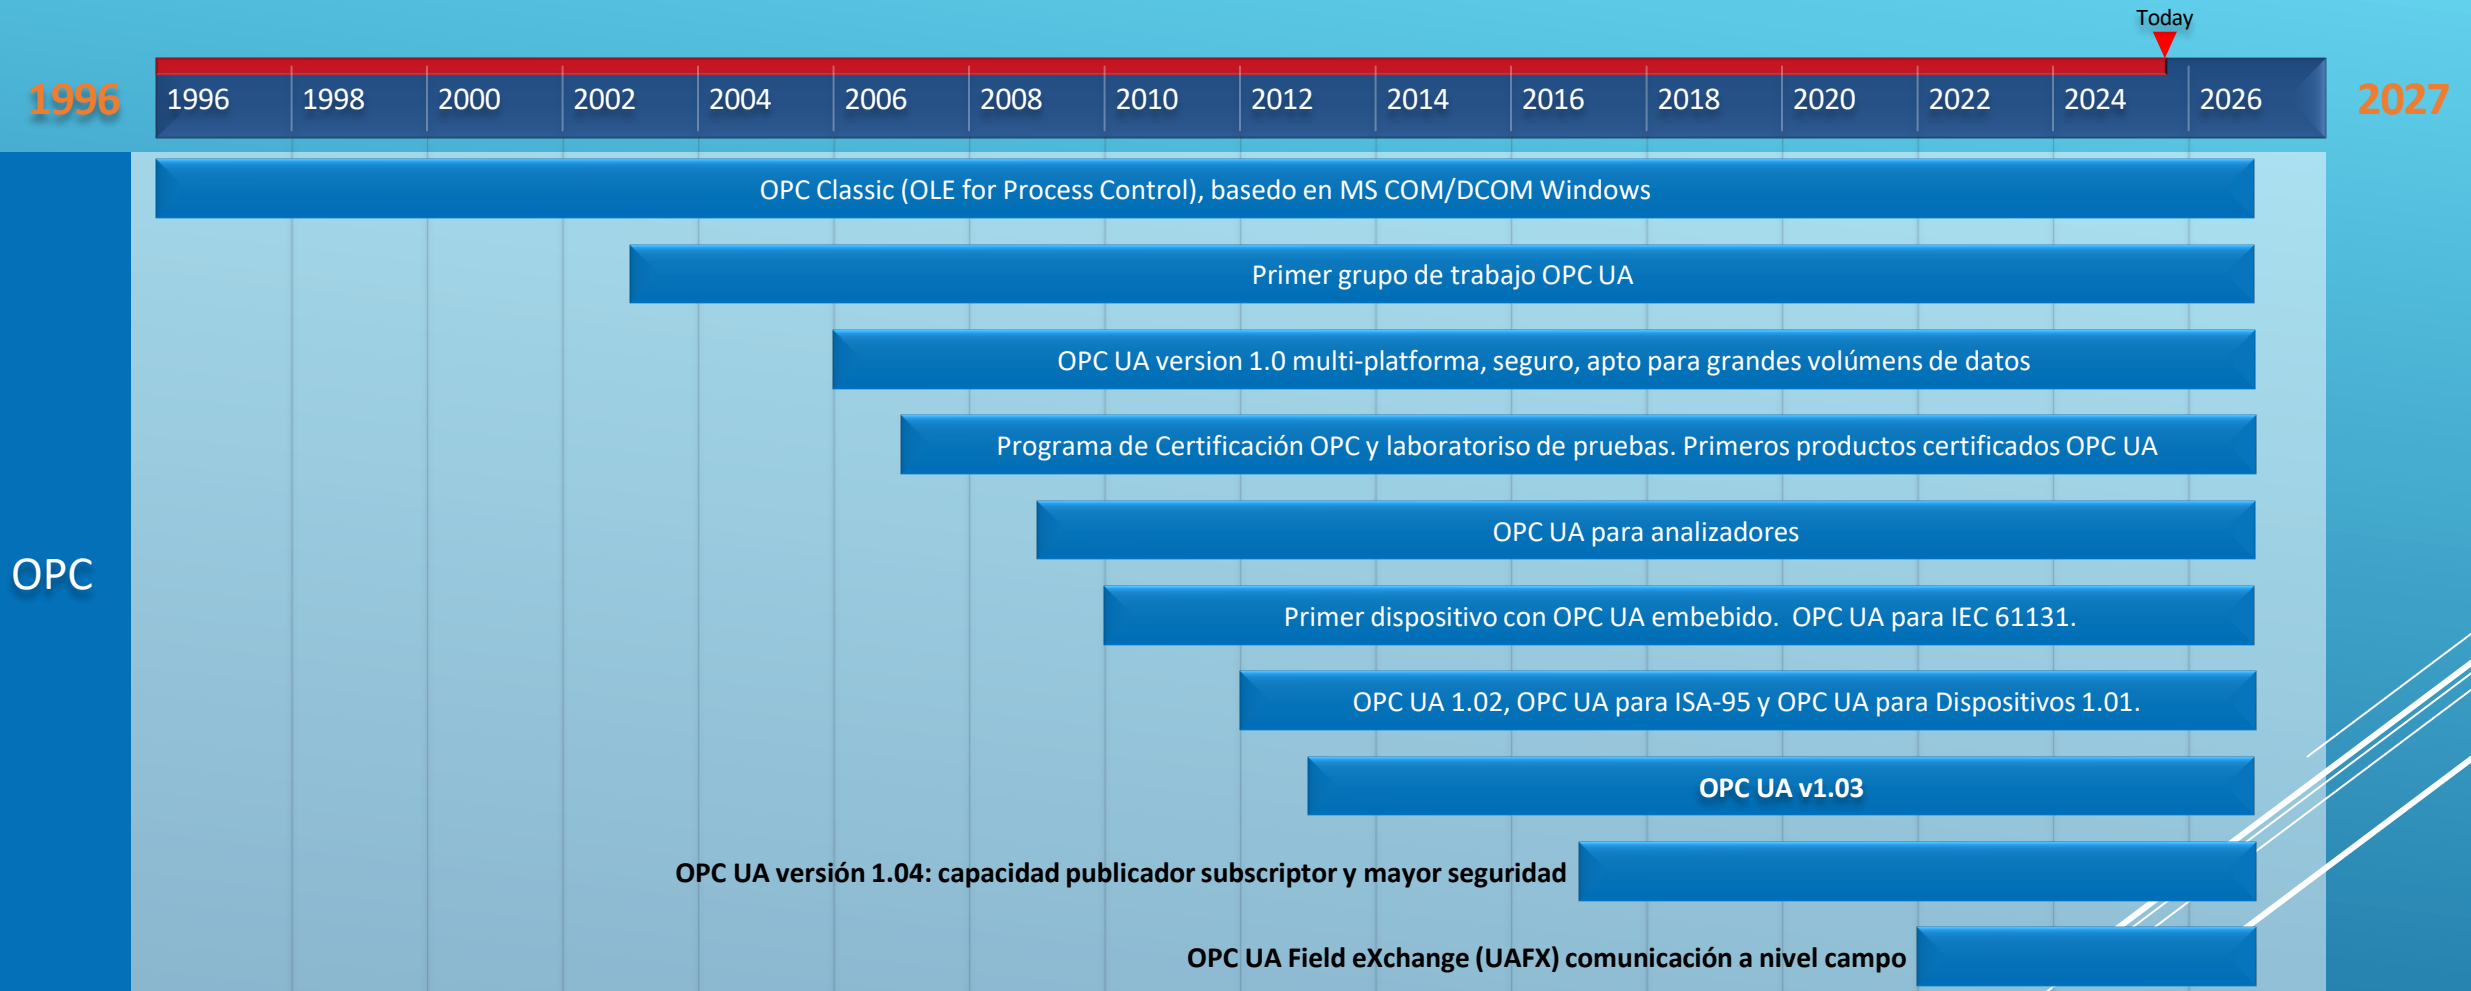 Today
1996
1996 1998 2000 2002 2004 2006 2008 2010 2012 2014 2016 2018 2020 2022 2024 2026
2027
OPC
OPC Classic (OLE for Process Control), basedo en MS COM/DCOM Windows
Primer grupo de trabajo OPC UA
OPC UA version 1.0 multi-platforma, seguro, apto para grandes volúmens de datos
Programa de Certificación OPC y laboratoriso de pruebas. Primeros productos certificados OPC UA
OPC UA para analizadores
Primer dispositivo con OPC UA embebido.  OPC UA para IEC 61131.
OPC UA 1.02, OPC UA para ISA-95 y OPC UA para Dispositivos 1.01.
OPC UA v1.03
OPC UA versión 1.04: capacidad publicador subscriptor y mayor seguridad
OPC UA Field eXchange (UAFX) comunicación a nivel campo